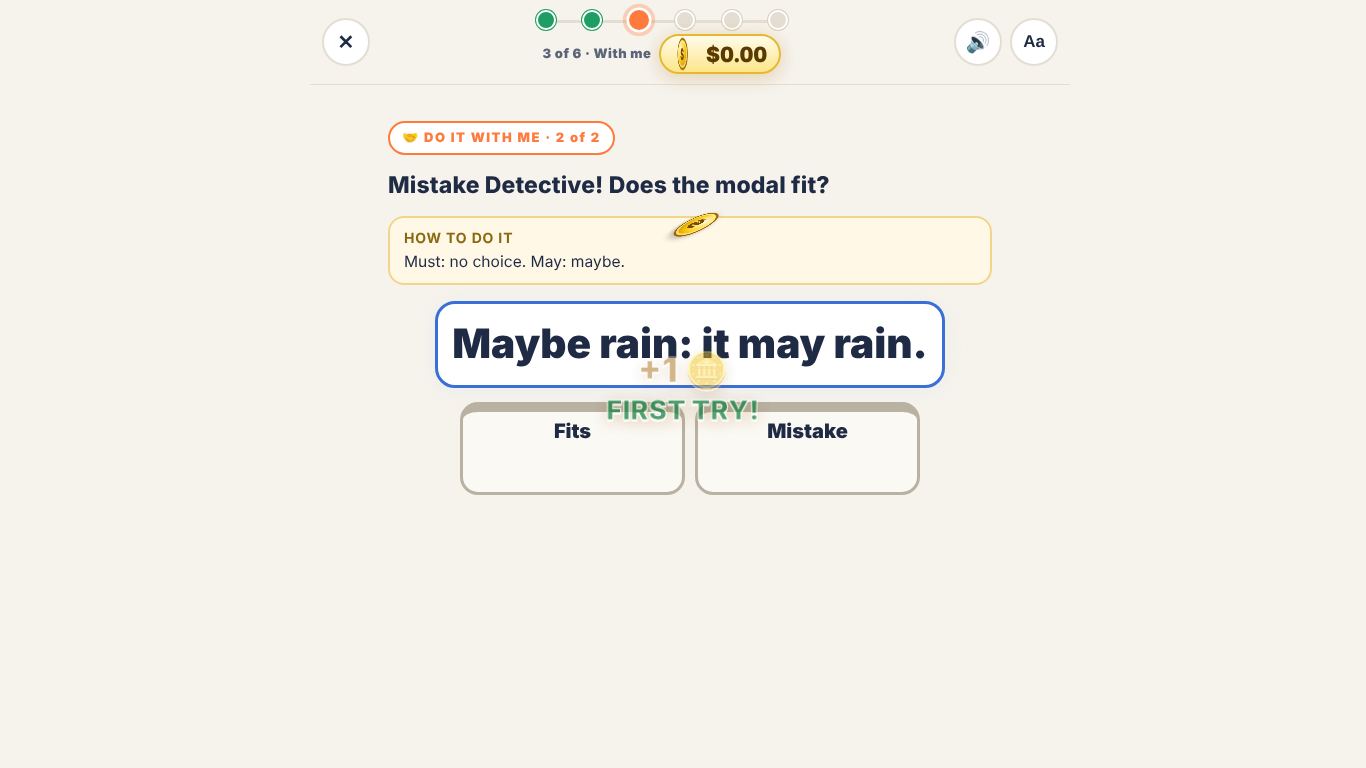 3 of 6 · With me
$0.00
Aa
DO IT WITH ME · 2 of 2
Mistake Detective! Does the modal fit?
HOW TO DO IT
Must: no choice. May: maybe.
Maybe rain: it may rain.
+1
FIRST TRY!
Fits
Mistake